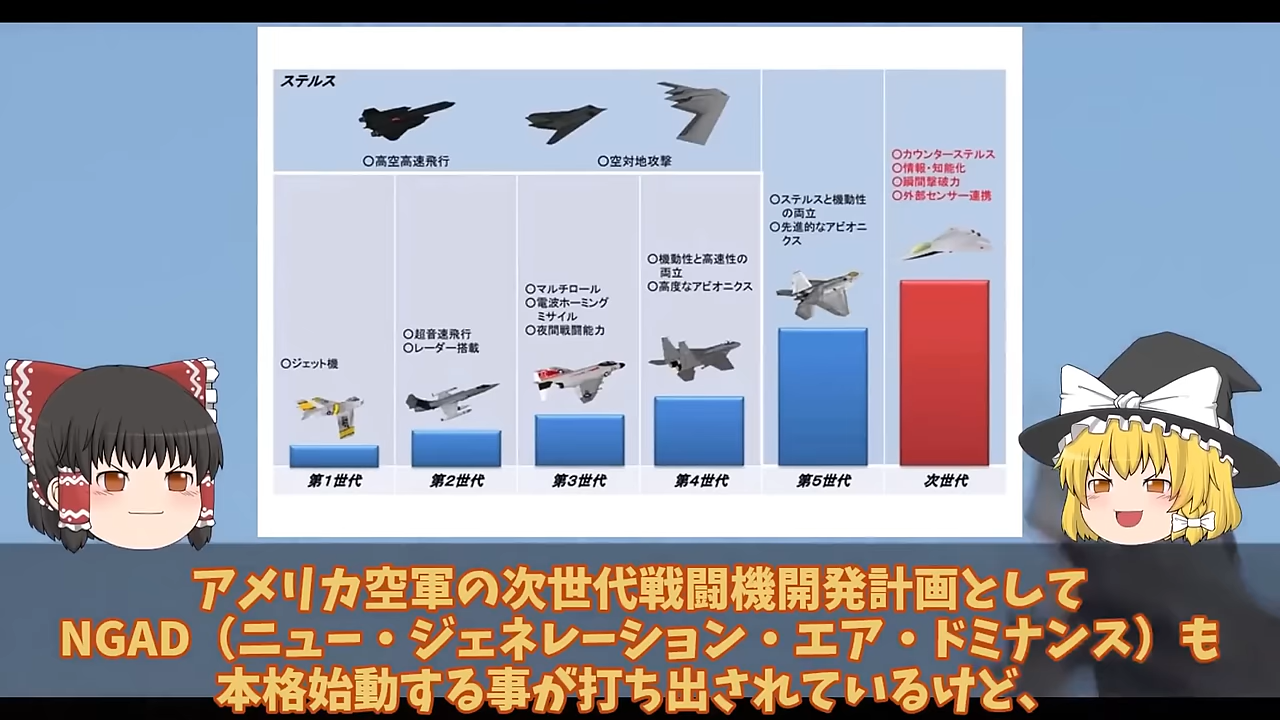 ステルス
○高空高速飛行
○空対地攻撃
○カウンターステルス
○情報・知能化
○瞬間撃破力
○外部センサー連携
○ステルスと機動性
の両立
○先進的なアビオニ
クス
○機動性と高速性の
両立
○高度なアビオニクス
○マルチロール
○電波ホーミング
ミサイル
○夜間戦闘能力
○超音速飛行
○レーダー搭載
○ジェット機
第1世代
第2世代
第3世代
第4世代
第5世代
次世代
アメリカ空軍の次世代戦闘機開発計画として
NGAD（ニュー・ジェネレーション・エア・ドミナンス）も
本格始動する事が打ち出されているけど、